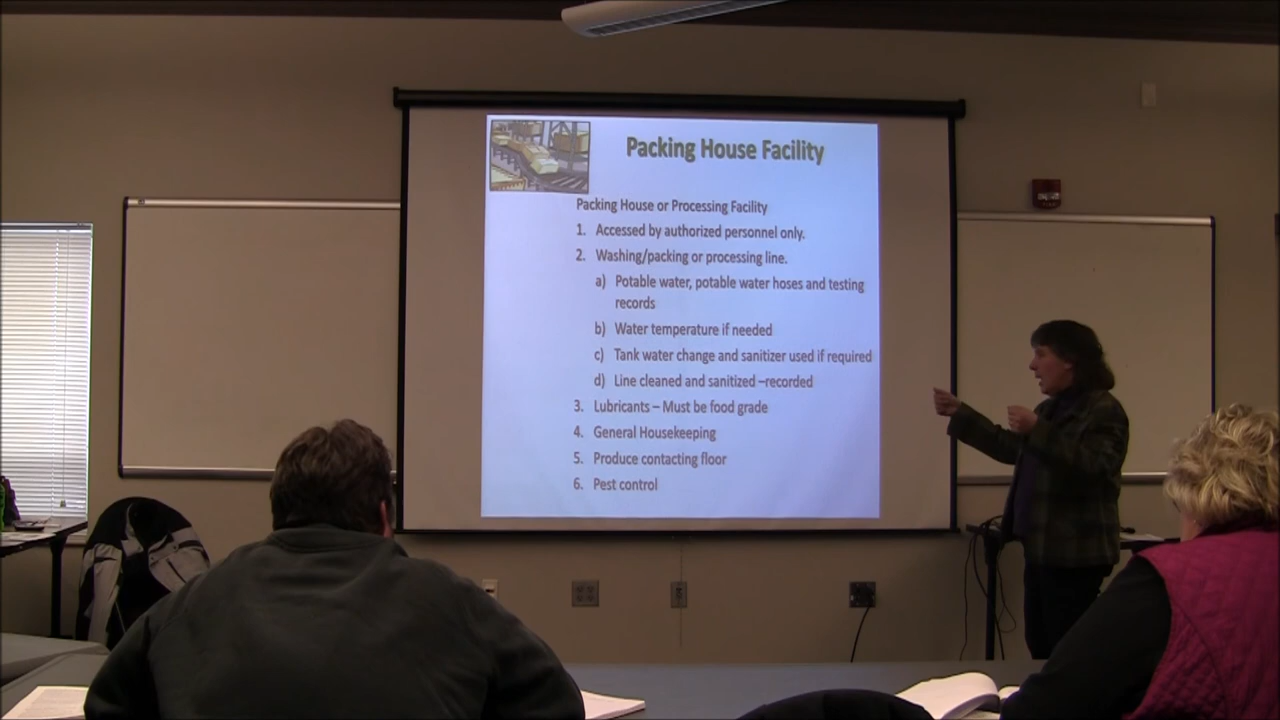 Packing House Facility
Packing House or Processing Facility
1. Accessed by authorized personnel only.
2. Washing/packing or processing line.
a) Potable water, potable water hoses and testing
records
b) Water temperature if needed
c) Tank water change and sanitizer used if required
d) Line cleaned and sanitized –recorded
3. Lubricants – Must be food grade
4. General Housekeeping
5. Produce contacting floor
6. Pest control